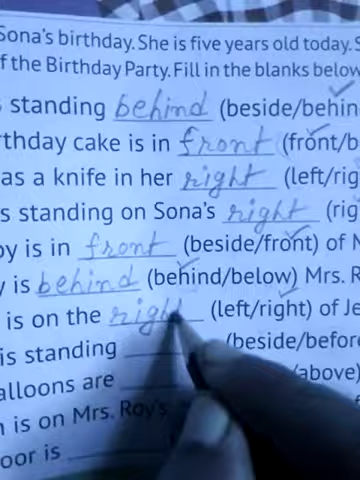 Sona's birthday. She is five years old today. S
f the Birthday Party. Fill in the blanks below
s standing behind (beside/behin
rthday cake is in front (front/b
as a knife in her right (left/rig
s standing on Sona's right (rig
oy is in front (beside/front) of M
y is behind (behind/below) Mrs. R
is on the right (left/right) of Je
is standing (beside/before
alloons are (above)
n is on Mrs. Roy's
oor is